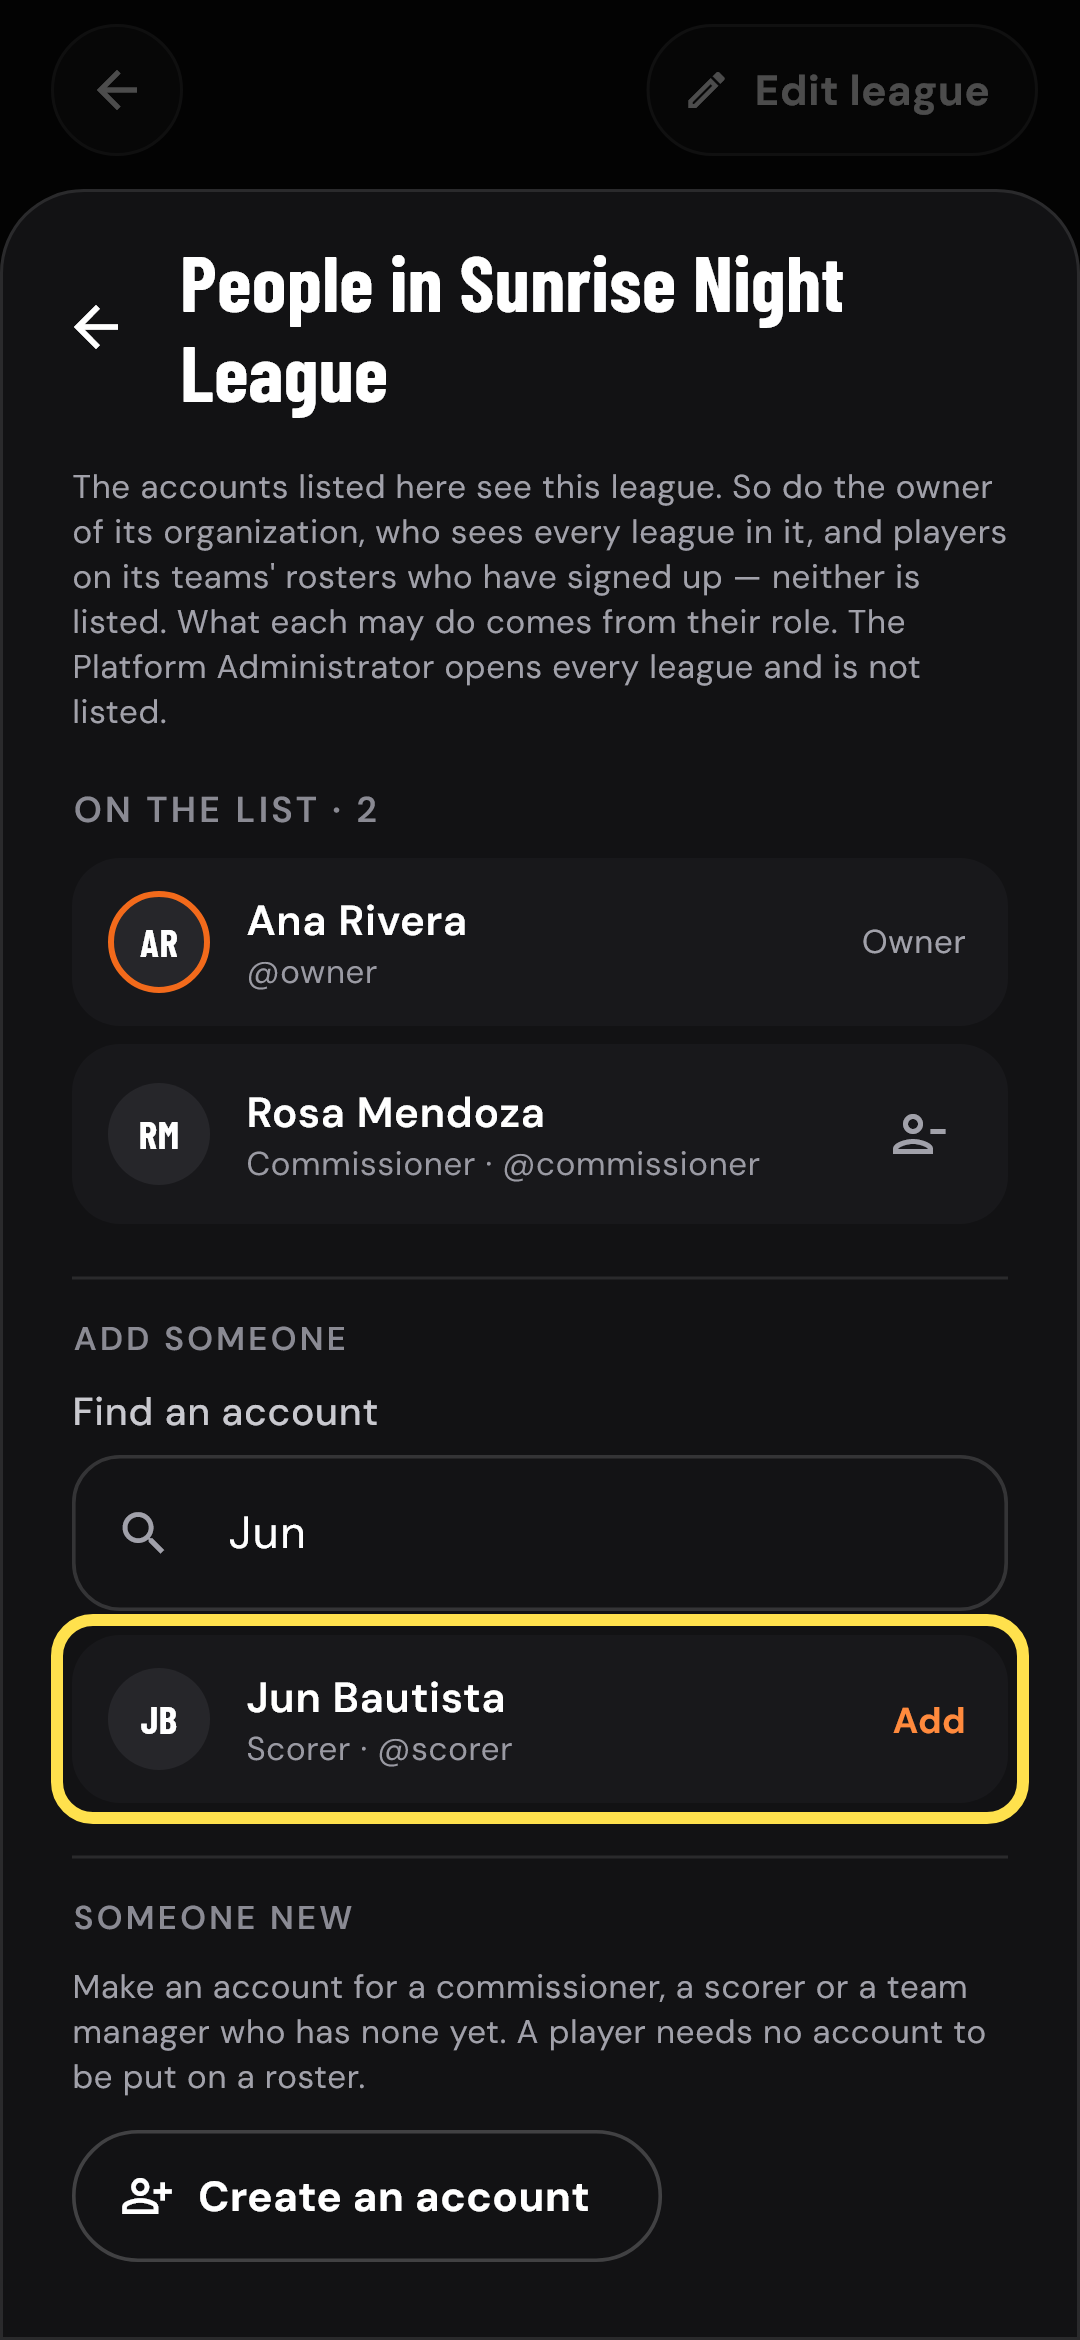 Edit league
People in Sunrise Night
League
The accounts listed here see this league. So do the owner
of its organization, who sees every league in it, and players
on its teams' rosters who have signed up — neither is
listed. What each may do comes from their role. The
Platform Administrator opens every league and is not
listed.
ON THE LIST · 2
AR
Ana Rivera
@owner
Owner
RM
Rosa Mendoza
Commissioner · @commissioner
ADD SOMEONE
Find an account
Jun
JB
Jun Bautista
Scorer · @scorer
Add
SOMEONE NEW
Make an account for a commissioner, a scorer or a team
manager who has none yet. A player needs no account to
be put on a roster.
Create an account